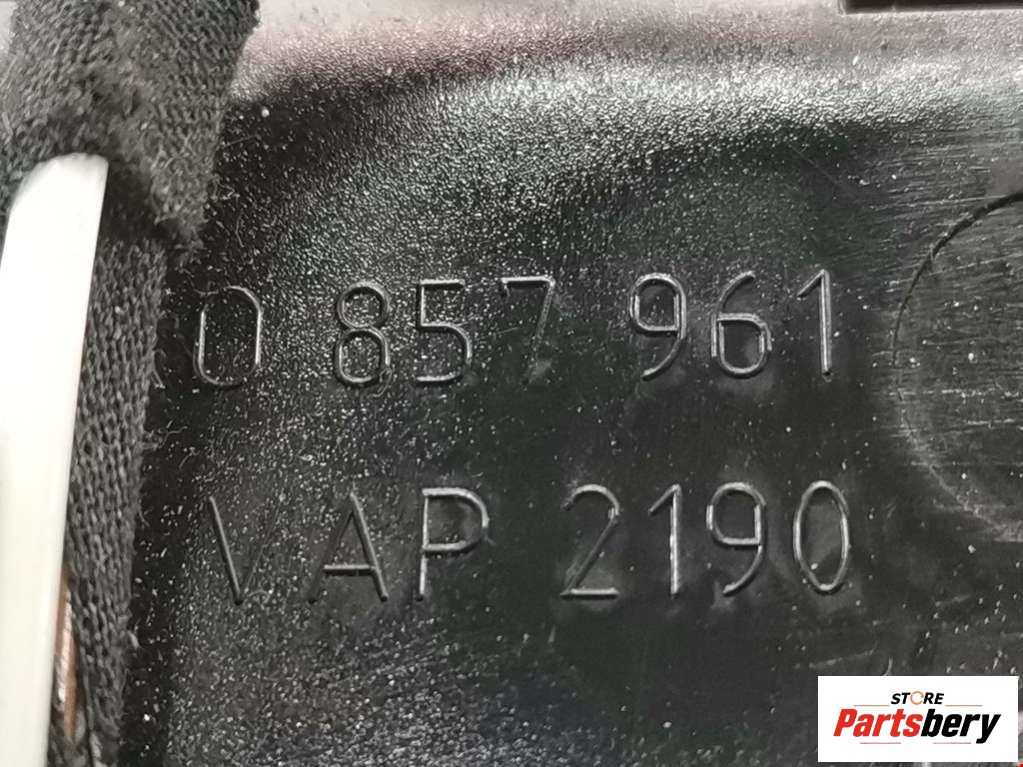 0 857 961
VAP 2190
STORE
Partsbery